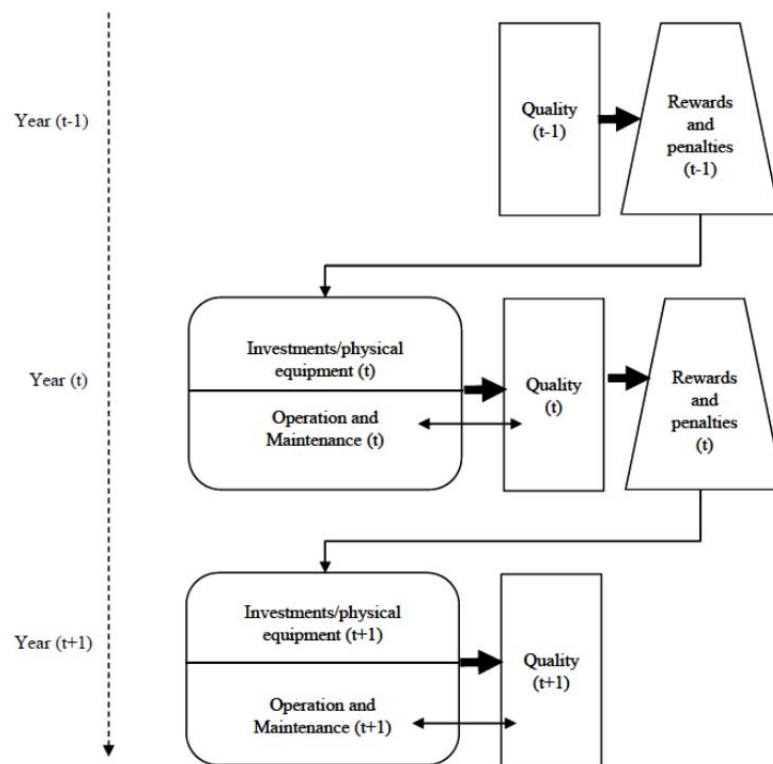 Year (t-1)
Quality
(t-1)
Rewards
and
penalties
(t-1)
Year (t)
Investments/physical
equipment (t)
Operation and
Maintenance (t)
Quality
(t)
Rewards
and
penalties
(t)
Year (t+1)
Investments/physical
equipment (t+1)
Operation and
Maintenance (t+1)
Quality
(t+1)